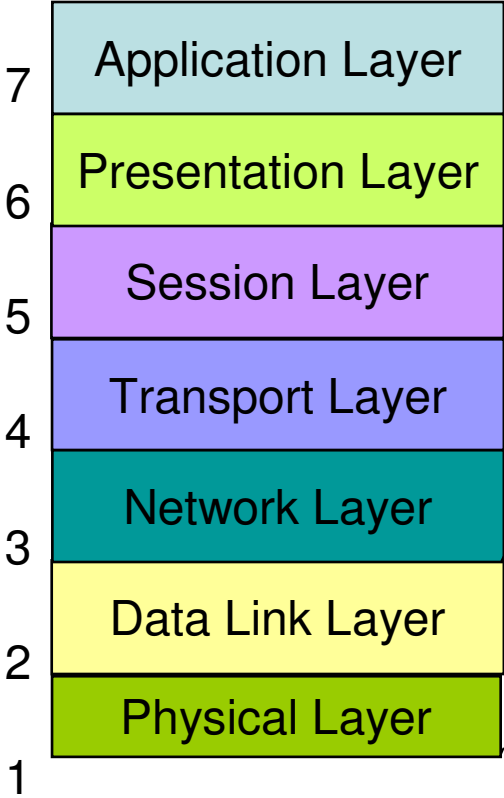 7 Application Layer
6 Presentation Layer
5 Session Layer
4 Transport Layer
3 Network Layer
2 Data Link Layer
1 Physical Layer